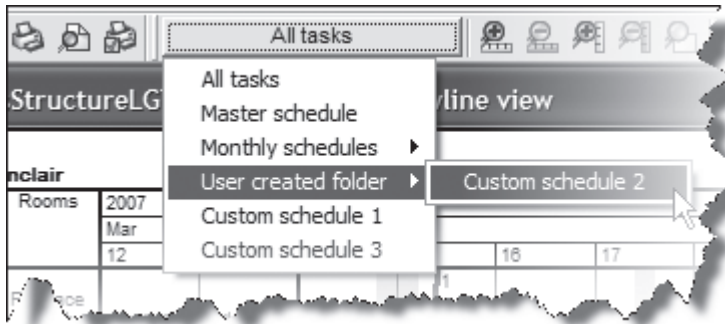 All tasks
StructureLG
yline view
All tasks
Master schedule
Monthly schedules
User created folder
Custom schedule 2
Custom schedule 1
Custom schedule 3
nclair
Rooms
2007
Mar
12
16
17